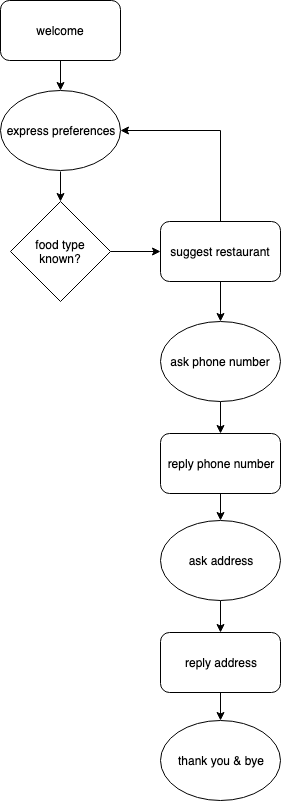 welcome
express preferences
food type
known?
suggest restaurant
ask phone number
reply phone number
ask address
reply address
thank you & bye